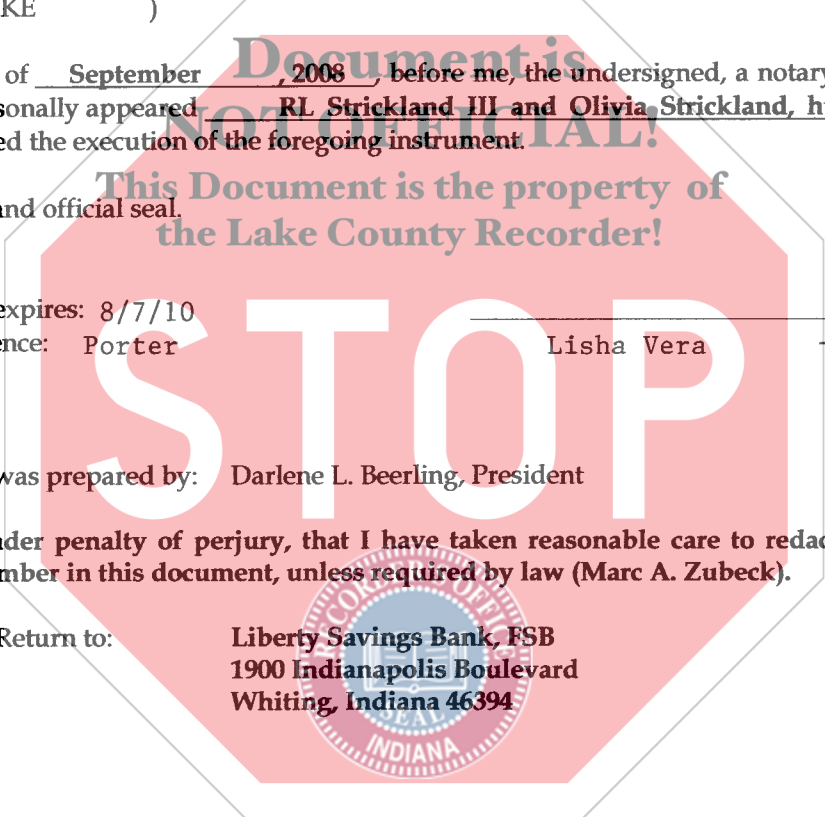 KE )
Document is
of September , 2008 , before me, the undersigned, a notary
sonally appeared RL Strickland III and Olivia Strickland, h
NOT OFFICIAL!
ed the execution of the foregoing instrument.
This Document is the property of
and official seal.
the Lake County Recorder!
expires: 8/7/10
ence: Porter Lisha Vera
STOP
was prepared by: Darlene L. Beerling, President
der penalty of perjury, that I have taken reasonable care to redac
mber in this document, unless required by law (Marc A. Zubeck).
RECORDER'S OFFICE
Return to: Liberty Savings Bank, FSB
1900 Indianapolis Boulevard
Whiting, Indiana 46394
SEAL
INDIANA